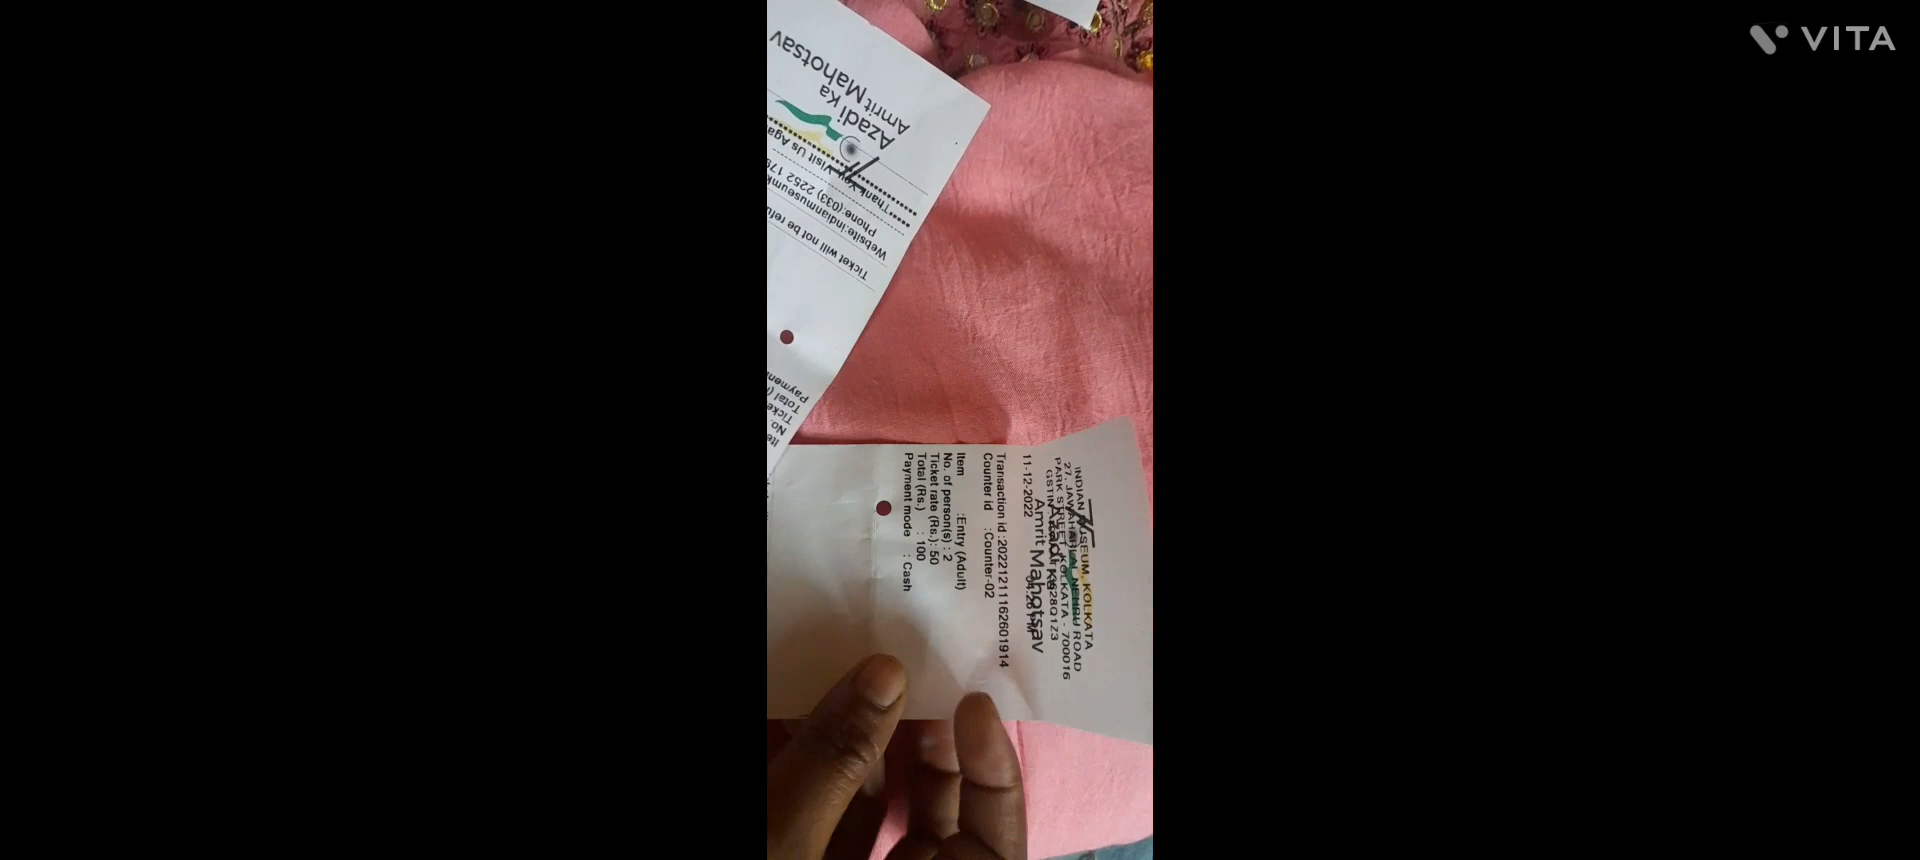 VITA
Azadi Ka
Amrit Mahotsav
Thank You Visit Us
Phone:(033) 2252
Website:
Ticket will not be
Total
INDIAN MUSEUM, KOLKATA
27, JAWAHARLAL NEHRU ROAD
PARK STREET, KOLKATA - 700016
GSTIN
Azadi Ka
Amrit Mahotsav
11-12-2022
Transaction id :20221211162601914
Counter id :Counter-02
Item :Entry (Adult)
No. of person(s) : 2
Ticket rate (Rs.): 50
Total (Rs.) : 100
Payment mode : Cash